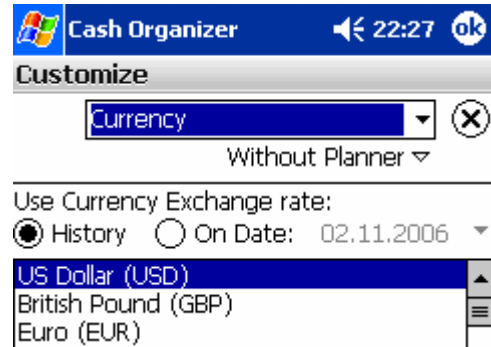 Cash Organizer 22:27 ok
Customize
Currency
Without Planner
Use Currency Exchange rate:
History On Date: 02.11.2006
US Dollar (USD)
British Pound (GBP)
Euro (EUR)